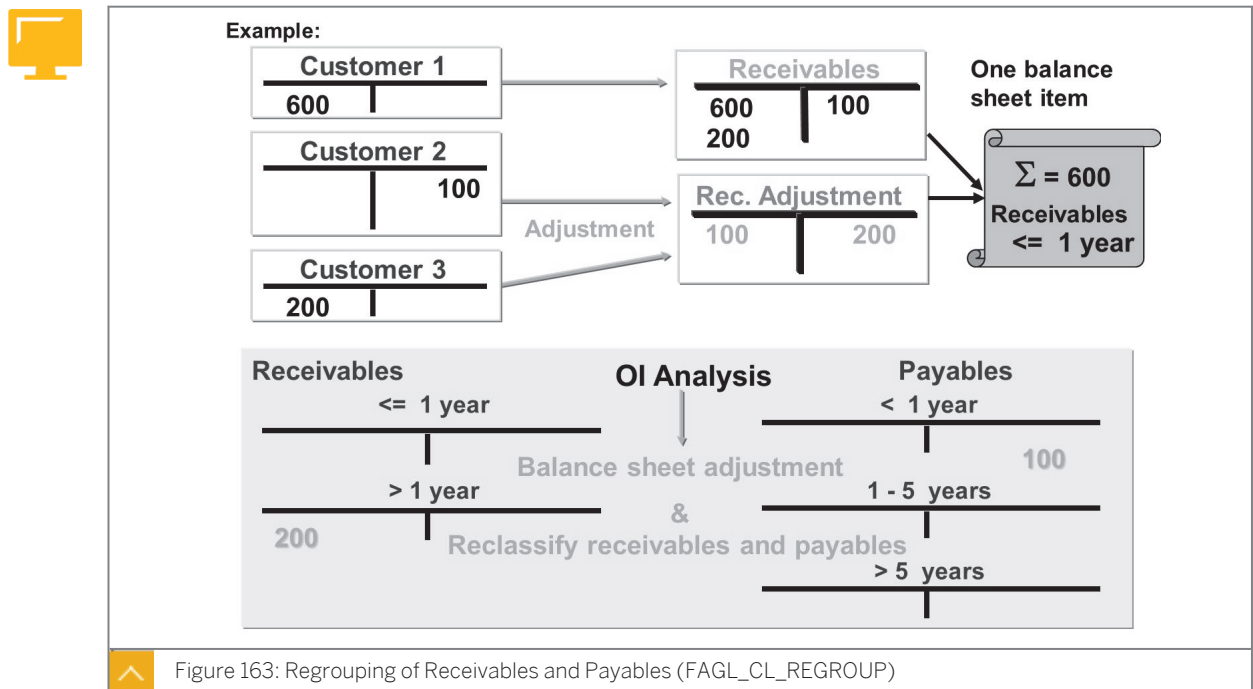 Example:
Customer 1
600
Customer 2
100
Customer 3
200
Adjustment
Receivables
600 100
200
Rec. Adjustment
100 200
One balance
sheet item
Σ = 600
Receivables
<= 1 year
Receivables
OI Analysis
Payables
<= 1 year
< 1 year
Balance sheet adjustment
100
> 1 year
1 - 5 years
200
&
Reclassify receivables and payables
> 5 years
Figure 163: Regrouping of Receivables and Payables (FAGL_CL_REGROUP)